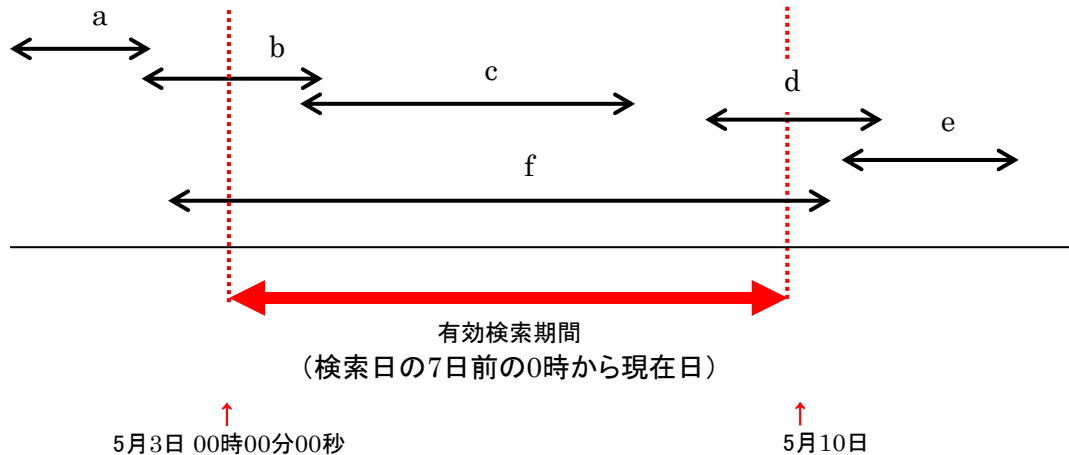 a
b
c
d
e
f
有効検索期間
（検索日の7日前の0時から現在日）
↑
↑
5月3日 00時00分00秒
5月10日